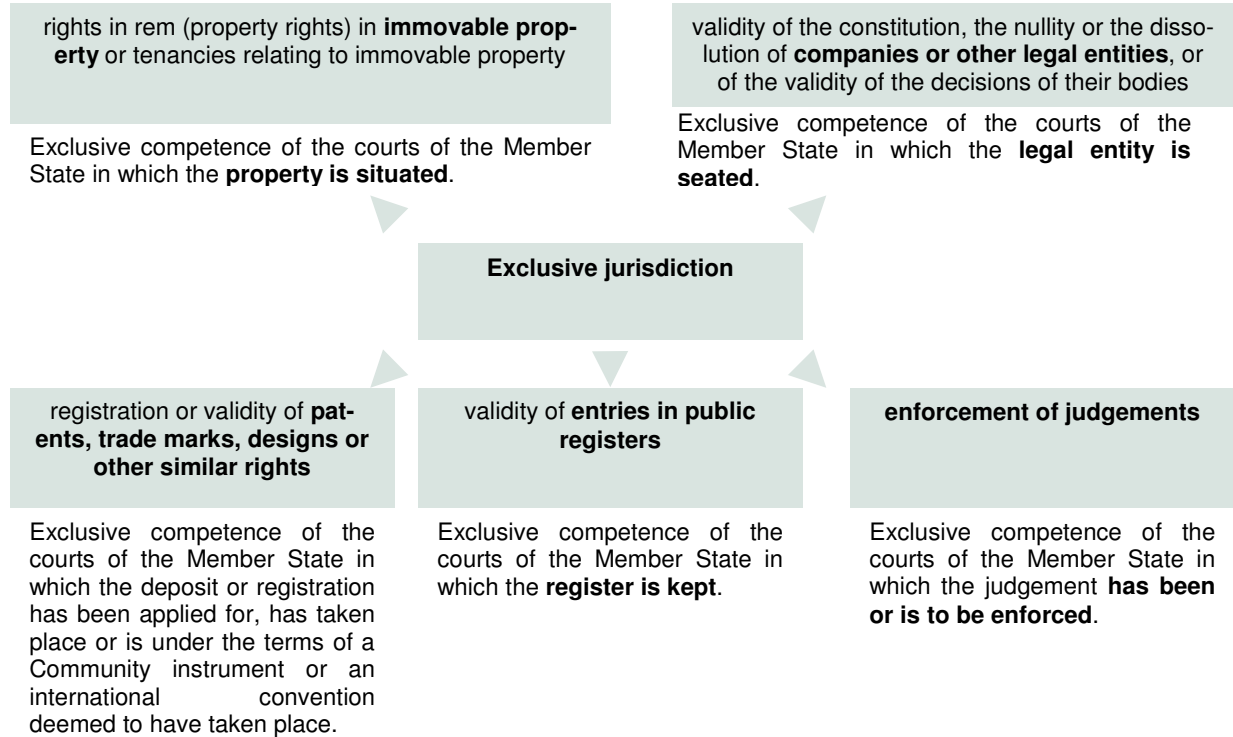 rights in rem (property rights) in immovable prop-
erty or tenancies relating to immovable property
Exclusive competence of the courts of the Member
State in which the property is situated.
validity of the constitution, the nullity or the disso-
lution of companies or other legal entities, or
of the validity of the decisions of their bodies
Exclusive competence of the courts of the
Member State in which the legal entity is
seated.
Exclusive jurisdiction
registration or validity of pat-
ents, trade marks, designs or
other similar rights
Exclusive competence of the
courts of the Member State in
which the deposit or registration
has been applied for, has taken
place or is under the terms of a
Community instrument or an
international convention
deemed to have taken place.
validity of entries in public
registers
Exclusive competence of the
courts of the Member State in
which the register is kept.
enforcement of judgements
Exclusive competence of the
courts of the Member State in
which the judgement has been
or is to be enforced.